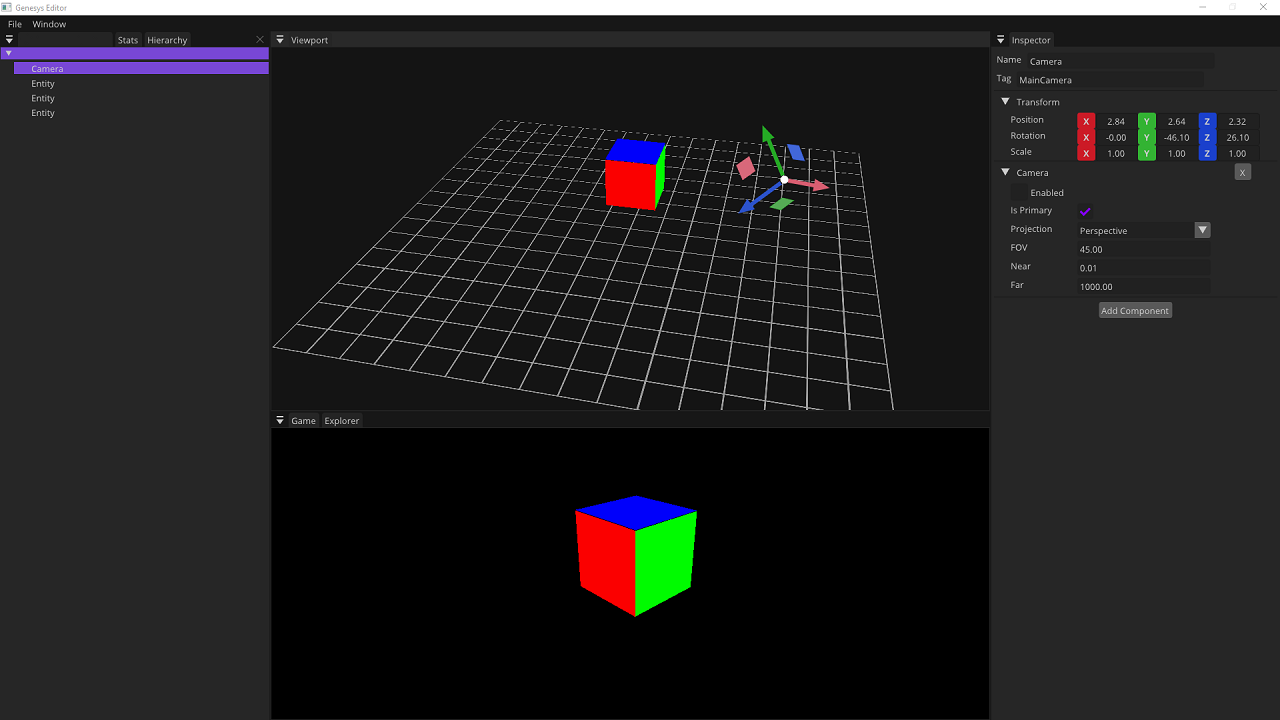 Genesys Editor
File Window
Stats Hierarchy
Camera
Entity
Entity
Entity
Viewport
Game Explorer
Inspector
Name Camera
Tag MainCamera
Transform
Position X 2.84 Y 2.64 Z 2.32
Rotation X -0.00 Y -46.10 Z 26.10
Scale X 1.00 Y 1.00 Z 1.00
Camera X
Enabled
Is Primary
Projection Perspective
FOV 45.00
Near 0.01
Far 1000.00
Add Component